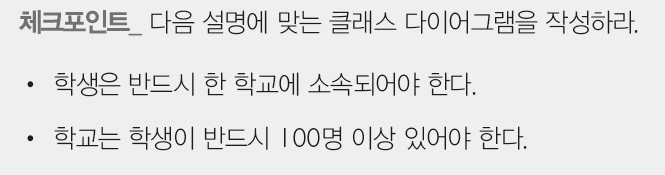 체크포인트_ 다음 설명에 맞는 클래스 다이어그램을 작성하라.
• 학생은 반드시 한 학교에 소속되어야 한다.
• 학교는 학생이 반드시 100명 이상 있어야 한다.